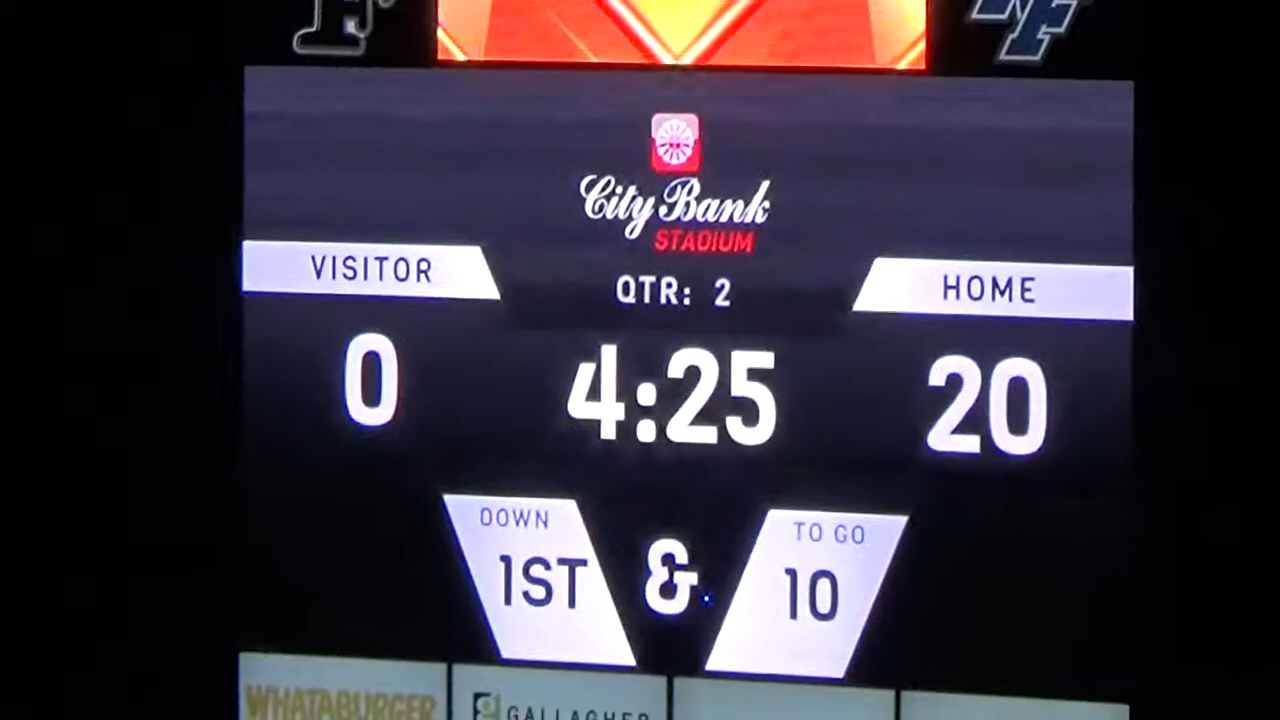 F
F
City Bank
STADIUM
VISITOR
QTR: 2
HOME
0
4:25
20
DOWN
1ST
&
TO GO
10
WHATABURGER
GALLAGHER